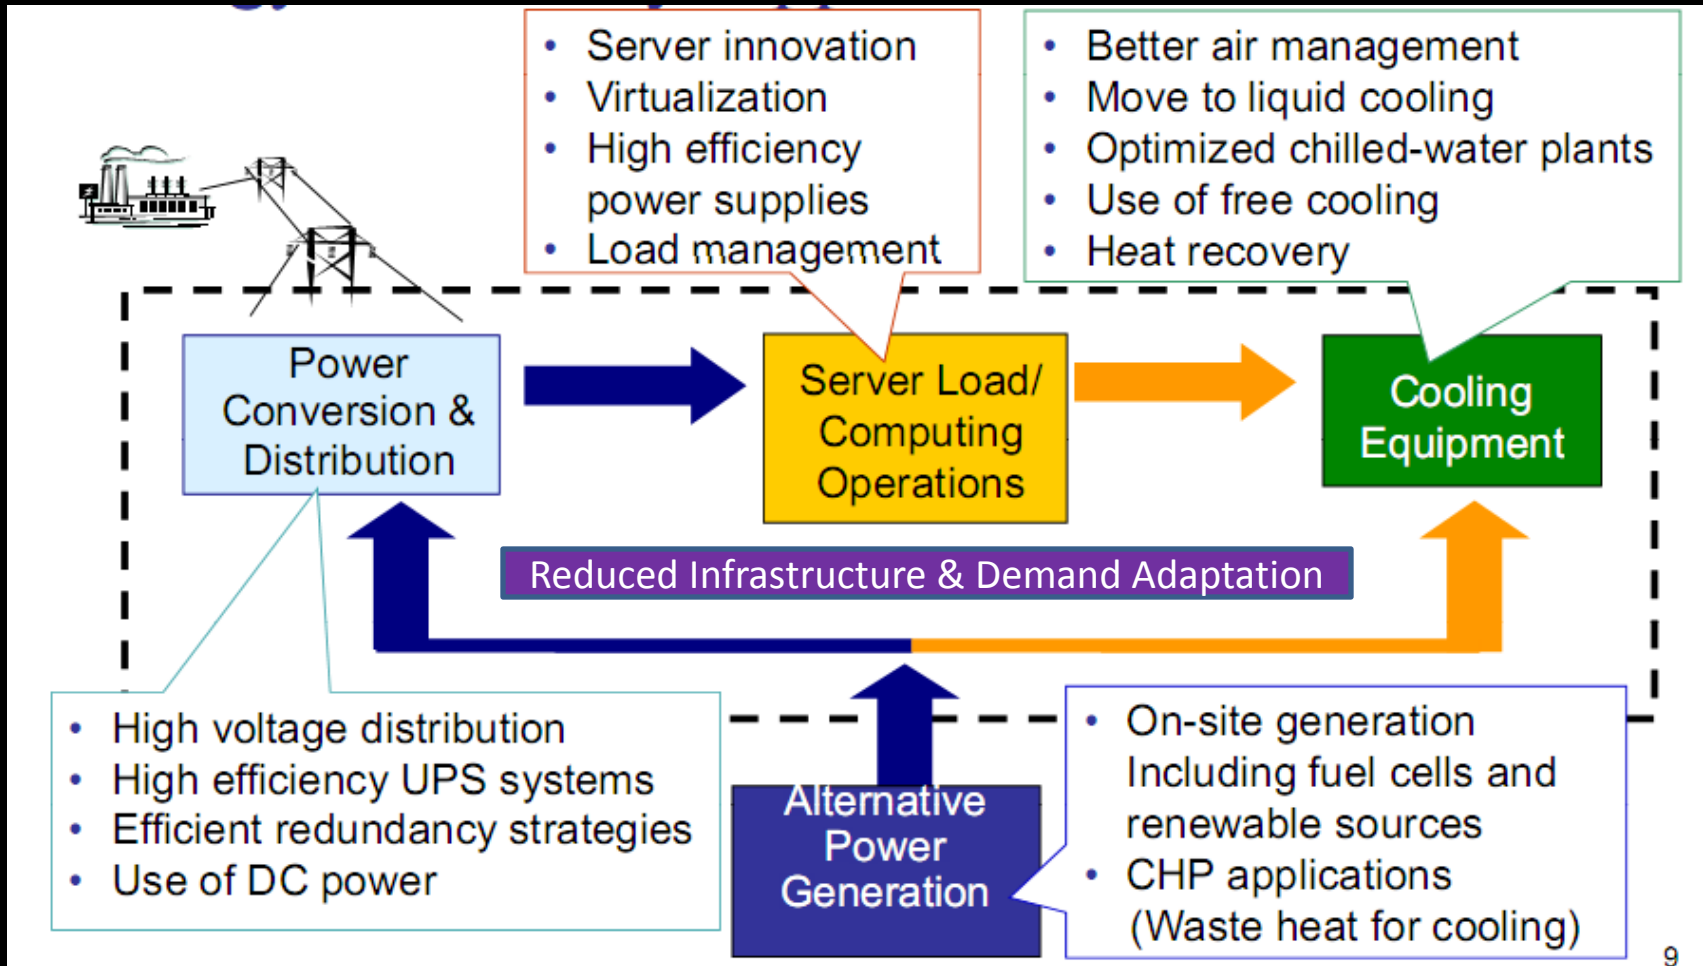 • Server innovation
• Virtualization
• High efficiency
power supplies
• Load management
• Better air management
• Move to liquid cooling
• Optimized chilled-water plants
• Use of free cooling
• Heat recovery
Power
Conversion &
Distribution
Server Load/
Computing
Operations
Cooling
Equipment
Reduced Infrastructure & Demand Adaptation
• High voltage distribution
• High efficiency UPS systems
• Efficient redundancy strategies
• Use of DC power
Alternative
Power
Generation
• On-site generation
Including fuel cells and
renewable sources
• CHP applications
(Waste heat for cooling)
9